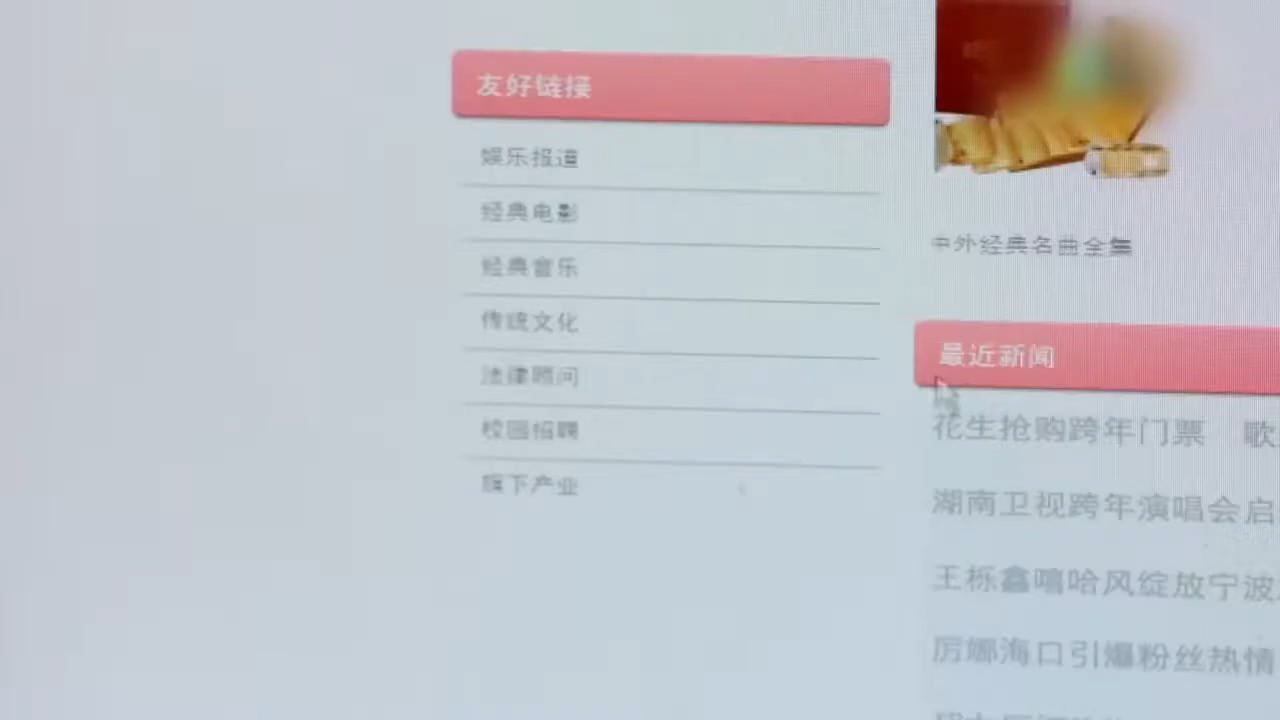 友好链接
娱乐报道
经典电影
经典音乐
传统文化
法律顾问
校园招聘
旗下产业
中外经典名曲全集
最近新闻
花生抢购跨年门票 歌
湖南卫视跨年演唱会启
王栎鑫嘻哈风绽放宁波
厉娜海口引爆粉丝热情